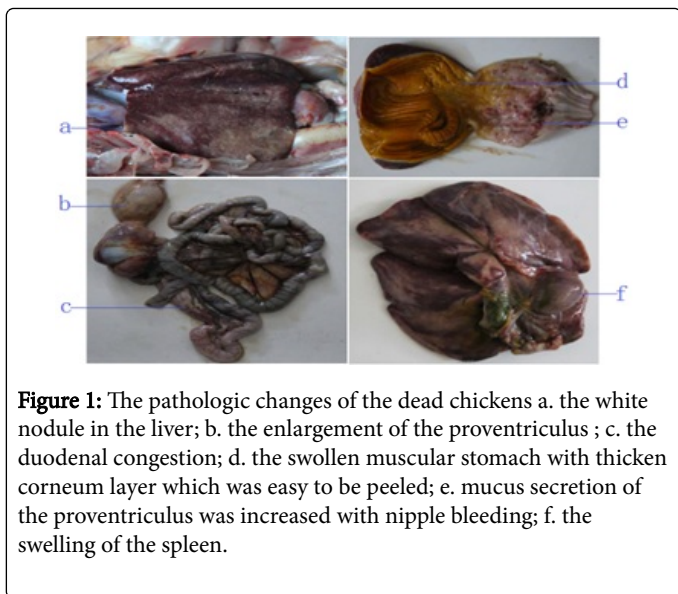 a
d
e
b
c
f
Figure 1: The pathologic changes of the dead chickens a. the white
nodule in the liver; b. the enlargement of the proventriculus ; c. the
duodenal congestion; d. the swollen muscular stomach with thicken
corneum layer which was easy to be peeled; e. mucus secretion of
the proventriculus was increased with nipple bleeding; f. the
swelling of the spleen.